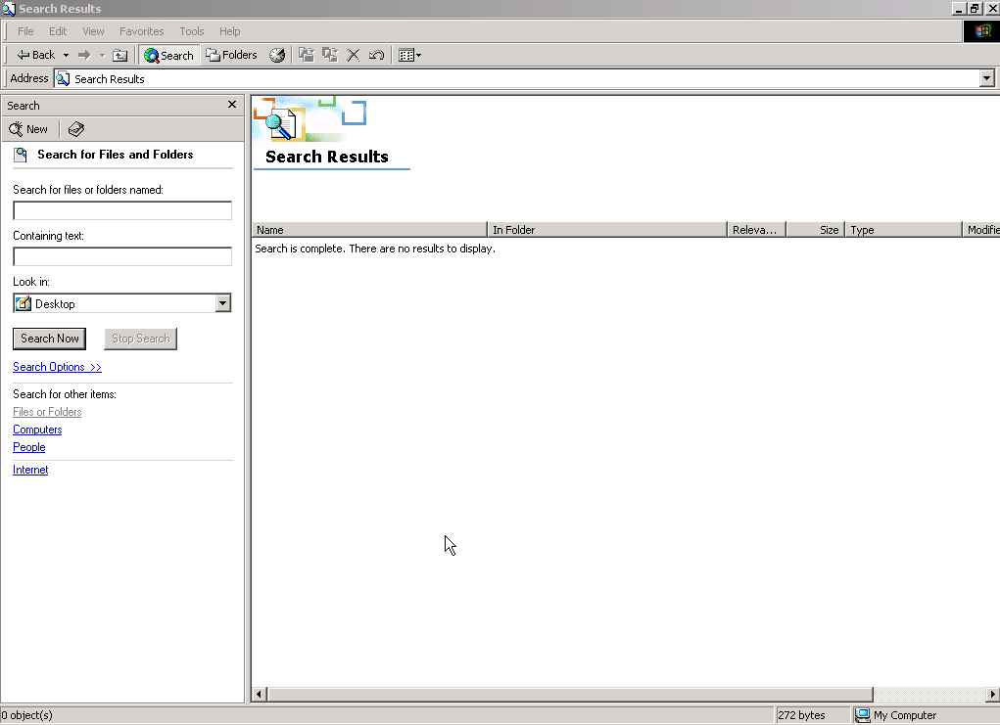 Search Results
File Edit View Favorites Tools Help
Back Search Folders
Address Search Results
Search
New
Search for Files and Folders
Search for files or folders named:
Containing text:
Look in:
Desktop
Search Now Stop Search
Search Options >>
Search for other items:
Files or Folders
Computers
People
Internet
Search Results
Name In Folder Releva... Size Type Modifie
Search is complete. There are no results to display.
0 object(s) 272 bytes My Computer